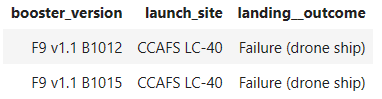 booster_version launch_site landing__outcome
F9 v1.1 B1012 CCAFS LC-40 Failure (drone ship)
F9 v1.1 B1015 CCAFS LC-40 Failure (drone ship)